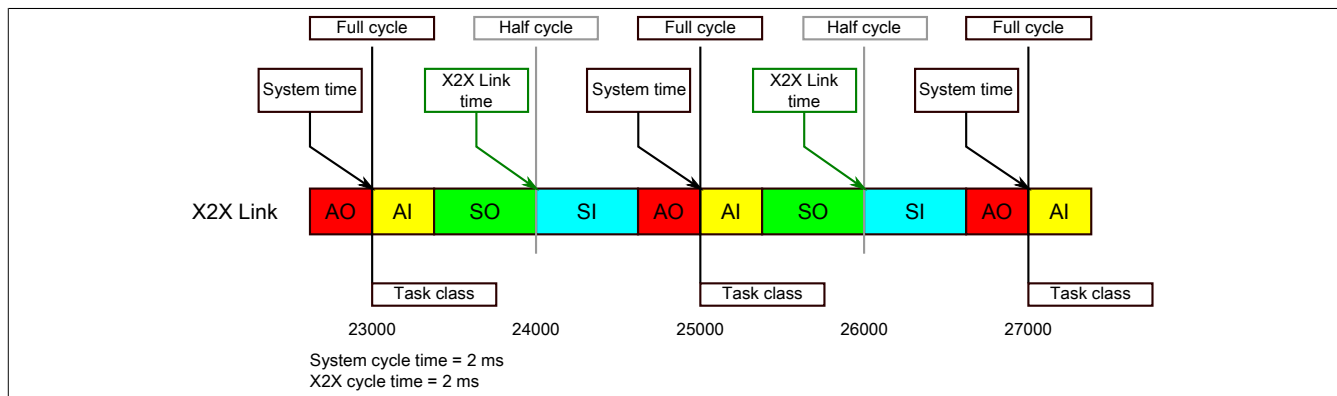 Full cycle
Half cycle
Full cycle
Half cycle
Full cycle
System time
X2X Link
time
System time
X2X Link
time
System time
X2X Link
AO
AI
SO
SI
AO
AI
SO
SI
AO
AI
Task class
Task class
Task class
23000
24000
25000
26000
27000
System cycle time = 2 ms
X2X cycle time = 2 ms